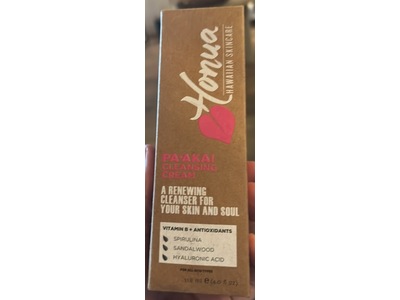 Honua
HAWAIIAN SKINCARE
PA'AKAI
CLEANSING
CREAM
A RENEWING
CLEANSER FOR
YOUR SKIN AND SOUL
VITAMIN B + ANTIOXIDANTS
SPIRULINA
SANDALWOOD
HYALURONIC ACID